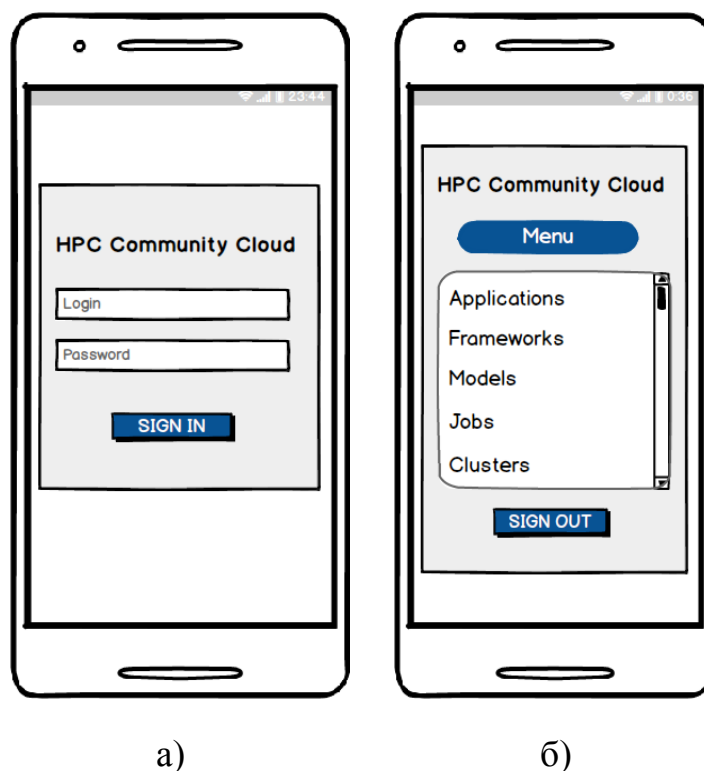 23:44
HPC Community Cloud
Login
Password
SIGN IN
а)
0:36
HPC Community Cloud
Menu
Applications
Frameworks
Models
Jobs
Clusters
SIGN OUT
б)